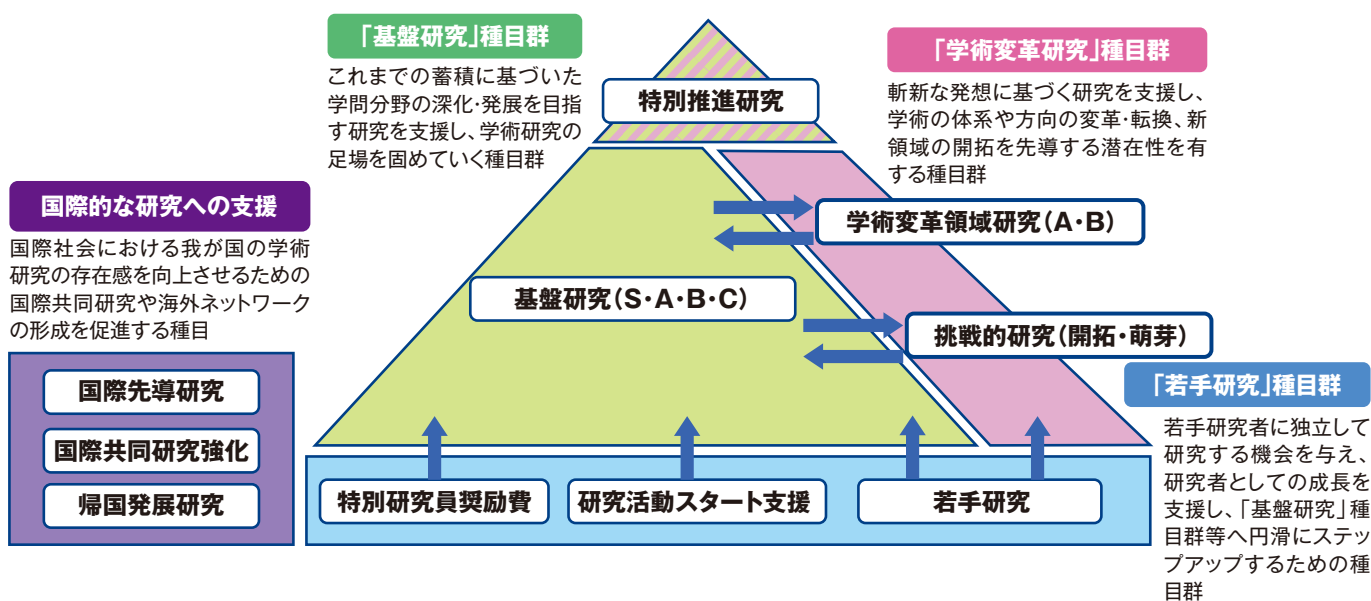 「基盤研究」種目群
これまでの蓄積に基づいた
学問分野の深化・発展を目指
す研究を支援し、学術研究の
足場を固めていく種目群
特別推進研究
「学術変革研究」種目群
斬新な発想に基づく研究を支援し、
学術の体系や方向の変革・転換、新
領域の開拓を先導する潜在性を有
する種目群
国際的な研究への支援
国際社会における我が国の学術
研究の存在感を向上させるための
国際共同研究や海外ネットワーク
の形成を促進する種目
国際先導研究
国際共同研究強化
帰国発展研究
学術変革領域研究(A・B)
基盤研究(S・A・B・C)
挑戦的研究(開拓・萌芽)
「若手研究」種目群
若手研究者に独立して
研究する機会を与え、
研究者としての成長を
支援し、「基盤研究」種
目群等へ円滑にステッ
プアップするための種
目群
特別研究員奨励費
研究活動スタート支援
若手研究